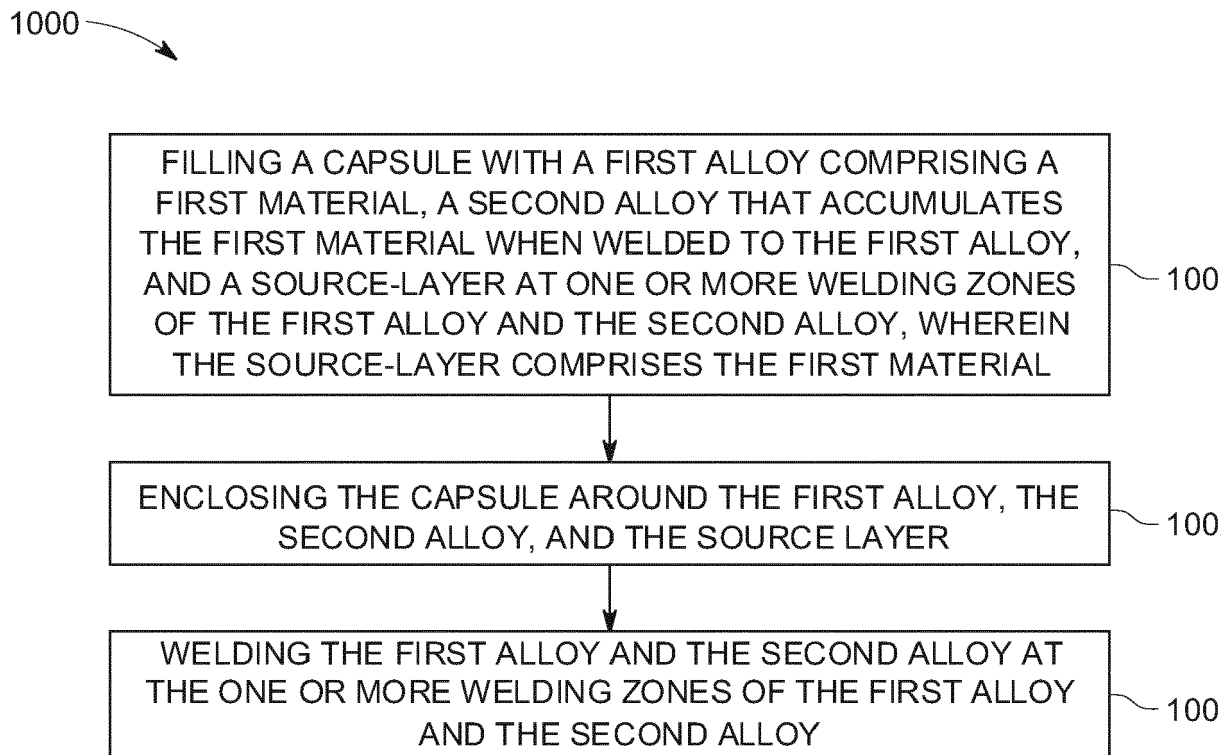 1000
FILLING A CAPSULE WITH A FIRST ALLOY COMPRISING A
FIRST MATERIAL, A SECOND ALLOY THAT ACCUMULATES
THE FIRST MATERIAL WHEN WELDED TO THE FIRST ALLOY,
AND A SOURCE-LAYER AT ONE OR MORE WELDING ZONES
OF THE FIRST ALLOY AND THE SECOND ALLOY, WHEREIN
THE SOURCE-LAYER COMPRISES THE FIRST MATERIAL
100
ENCLOSING THE CAPSULE AROUND THE FIRST ALLOY, THE
SECOND ALLOY, AND THE SOURCE LAYER
100
WELDING THE FIRST ALLOY AND THE SECOND ALLOY AT
THE ONE OR MORE WELDING ZONES OF THE FIRST ALLOY
AND THE SECOND ALLOY
100